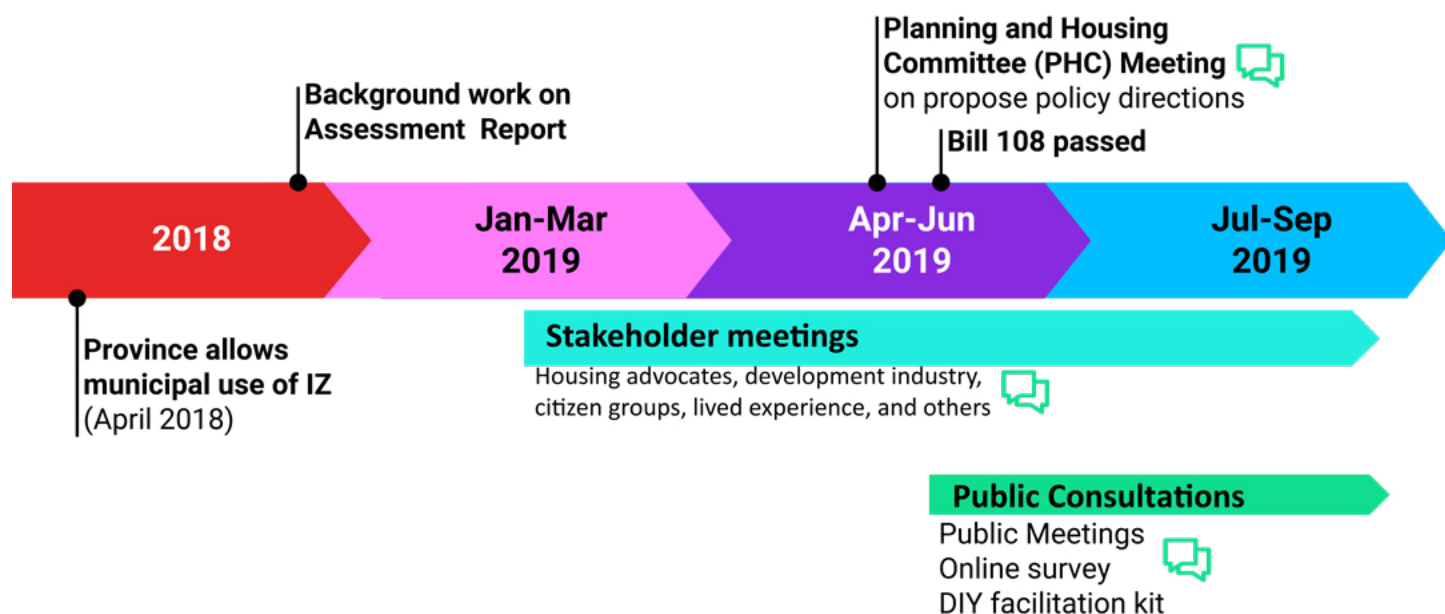 Planning and Housing
Committee (PHC) Meeting
on propose policy directions
Background work on
Assessment Report
Bill 108 passed
2018
Jan-Mar
2019
Apr-Jun
2019
Jul-Sep
2019
Province allows
municipal use of IZ
(April 2018)
Stakeholder meetings
Housing advocates, development industry,
citizen groups, lived experience, and others
Public Consultations
Public Meetings
Online survey
DIY facilitation kit